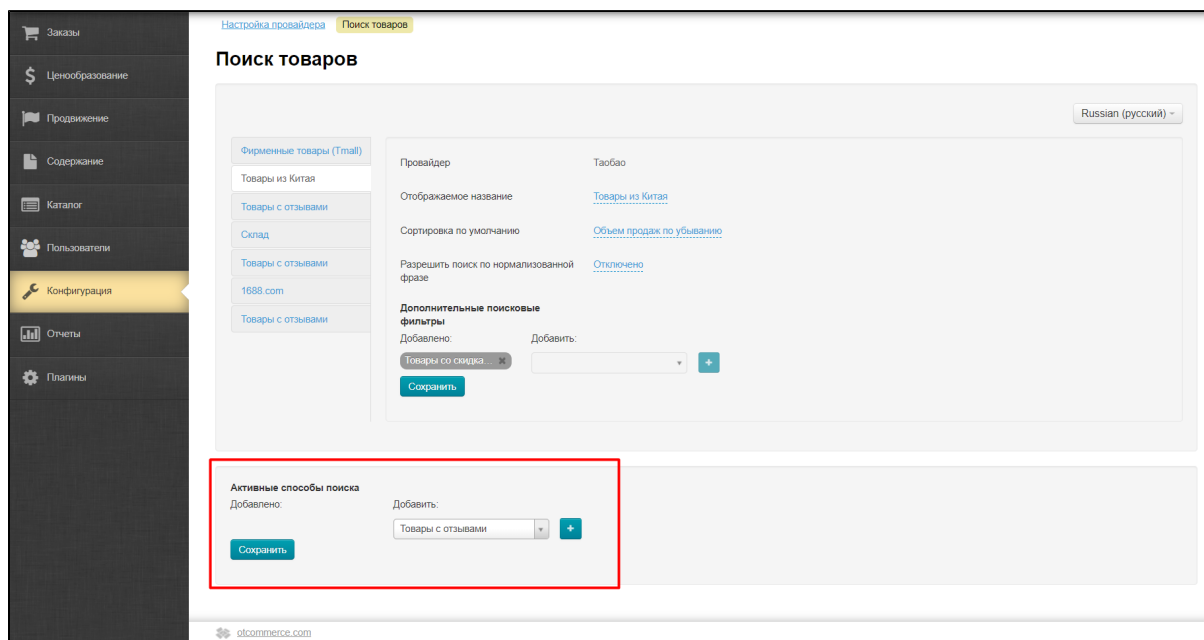 Заказы
Ценообразование
Продвижение
Содержание
Каталог
Пользователи
Конфигурация
Отчеты
Плагины
Настройка провайдера Поиск товаров
Поиск товаров
Russian (русский)
Фирменные товары (Tmall)
Товары из Китая
Товары с отзывами
Склад
Товары с отзывами
1688.com
Товары с отзывами
Провайдер Таобао
Отображаемое название Товары из Китая
Сортировка по умолчанию Объем продаж по убыванию
Разрешить поиск по нормализованной Отключено
фразе
Дополнительные поисковые
фильтры
Добавлено: Добавить:
Товары со скидка...
Сохранить
Активные способы поиска
Добавлено: Добавить:
Товары с отзывами
Сохранить
otcommerce.com